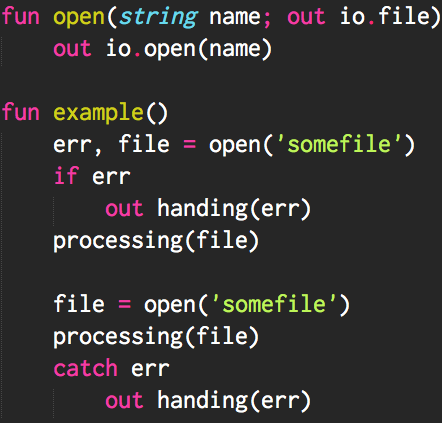 fun open(string name; out io.file)
    out io.open(name)

fun example()
    err, file = open('somefile')
    if err
        out handing(err)
    processing(file)

    file = open('somefile')
    processing(file)
    catch err
        out handing(err)